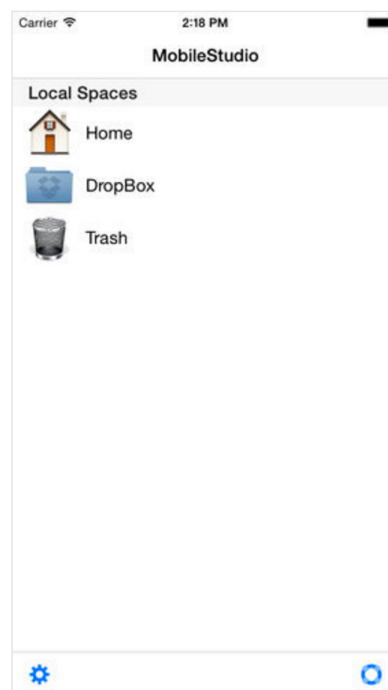 Carrier 2:18 PM
MobileStudio
Local Spaces
Home
DropBox
Trash